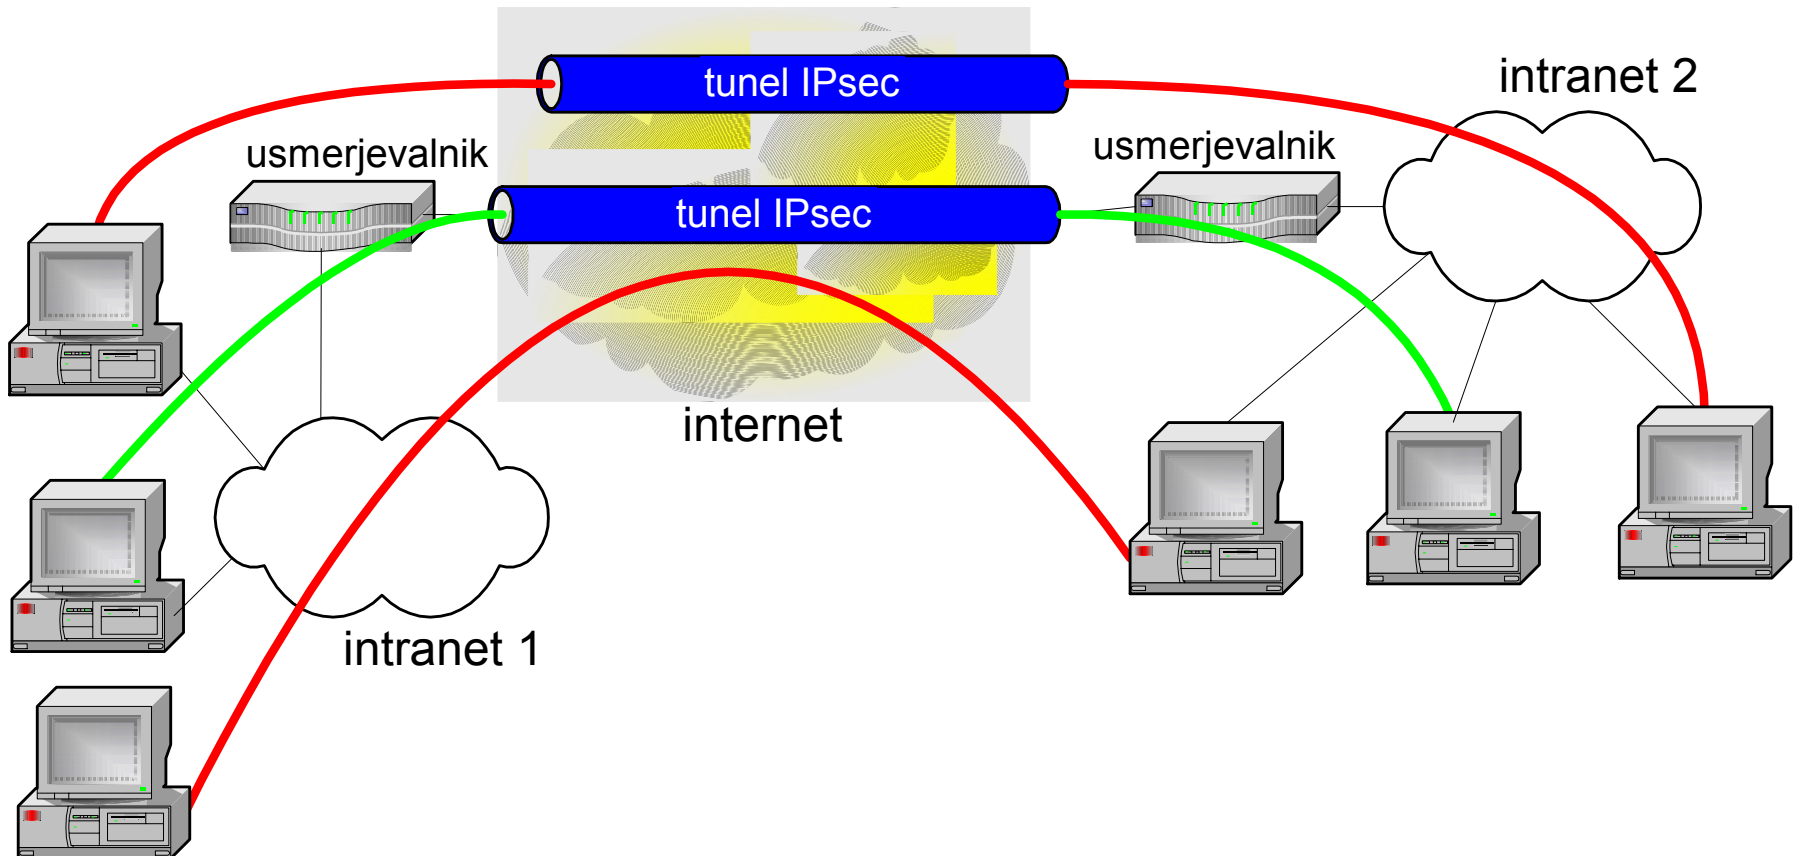 tunel IPsec
intranet 2
usmerjevalnik
usmerjevalnik
tunel IPsec
internet
intranet 1